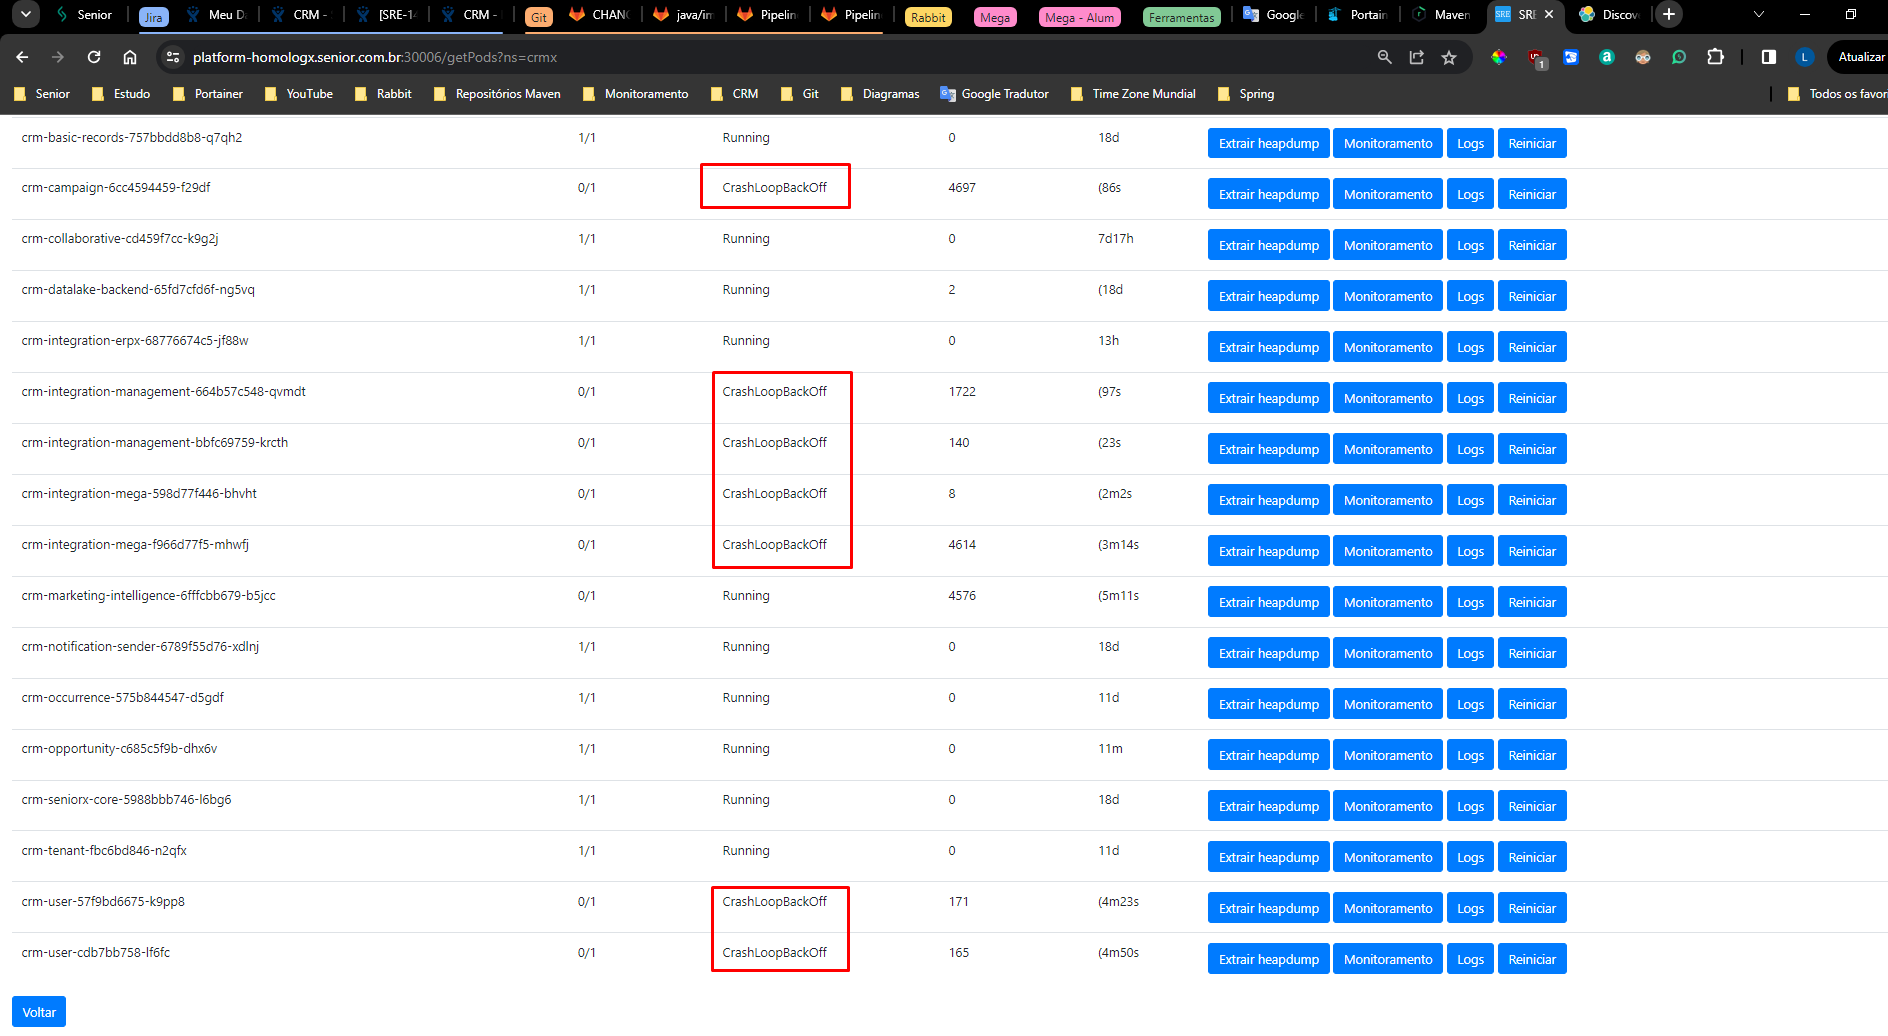 Senior Jira Meu D CRM - [SRE-14 CRM - Git CHAN java/im Pipelin Pipelin Rabbit Mega Mega - Alum Ferramentas Google Portain Maven SRE Discov
platform-homologx.senior.com.br:30006/getPods?ns=crmx 1 L Atualizar
Senior Estudo Portainer YouTube Rabbit Repositórios Maven Monitoramento CRM Git Diagramas Google Tradutor Time Zone Mundial Spring Todos os favor
crm-basic-records-757bbdd8b8-q7qh2 1/1 Running 0 18d Extrair heapdump Monitoramento Logs Reiniciar
crm-campaign-6cc4594459-f29df 0/1 CrashLoopBackOff 4697 (86s Extrair heapdump Monitoramento Logs Reiniciar
crm-collaborative-cd459f7cc-k9g2j 1/1 Running 0 7d17h Extrair heapdump Monitoramento Logs Reiniciar
crm-datalake-backend-65fd7cfd6f-ng5vq 1/1 Running 2 (18d Extrair heapdump Monitoramento Logs Reiniciar
crm-integration-erpx-68776674c5-jf88w 1/1 Running 0 13h Extrair heapdump Monitoramento Logs Reiniciar
crm-integration-management-664b57c548-qvmdt 0/1 CrashLoopBackOff 1722 (97s Extrair heapdump Monitoramento Logs Reiniciar
crm-integration-management-bbfc69759-krcth 0/1 CrashLoopBackOff 140 (23s Extrair heapdump Monitoramento Logs Reiniciar
crm-integration-mega-598d77f446-bhvht 0/1 CrashLoopBackOff 8 (2m2s Extrair heapdump Monitoramento Logs Reiniciar
crm-integration-mega-f966d77f5-mhwfj 0/1 CrashLoopBackOff 4614 (3m14s Extrair heapdump Monitoramento Logs Reiniciar
crm-marketing-intelligence-6fffcbb679-b5jcc 0/1 Running 4576 (5m11s Extrair heapdump Monitoramento Logs Reiniciar
crm-notification-sender-6789f55d76-xdlnj 1/1 Running 0 18d Extrair heapdump Monitoramento Logs Reiniciar
crm-occurrence-575b844547-d5gdf 1/1 Running 0 11d Extrair heapdump Monitoramento Logs Reiniciar
crm-opportunity-c685c5f9b-dhx6v 1/1 Running 0 11m Extrair heapdump Monitoramento Logs Reiniciar
crm-seniorx-core-5988bbb746-l6bg6 1/1 Running 0 18d Extrair heapdump Monitoramento Logs Reiniciar
crm-tenant-fbc6bd846-n2qfx 1/1 Running 0 11d Extrair heapdump Monitoramento Logs Reiniciar
crm-user-57f9bd6675-k9pp8 0/1 CrashLoopBackOff 171 (4m23s Extrair heapdump Monitoramento Logs Reiniciar
crm-user-cdb7bb758-lf6fc 0/1 CrashLoopBackOff 165 (4m50s Extrair heapdump Monitoramento Logs Reiniciar
Voltar